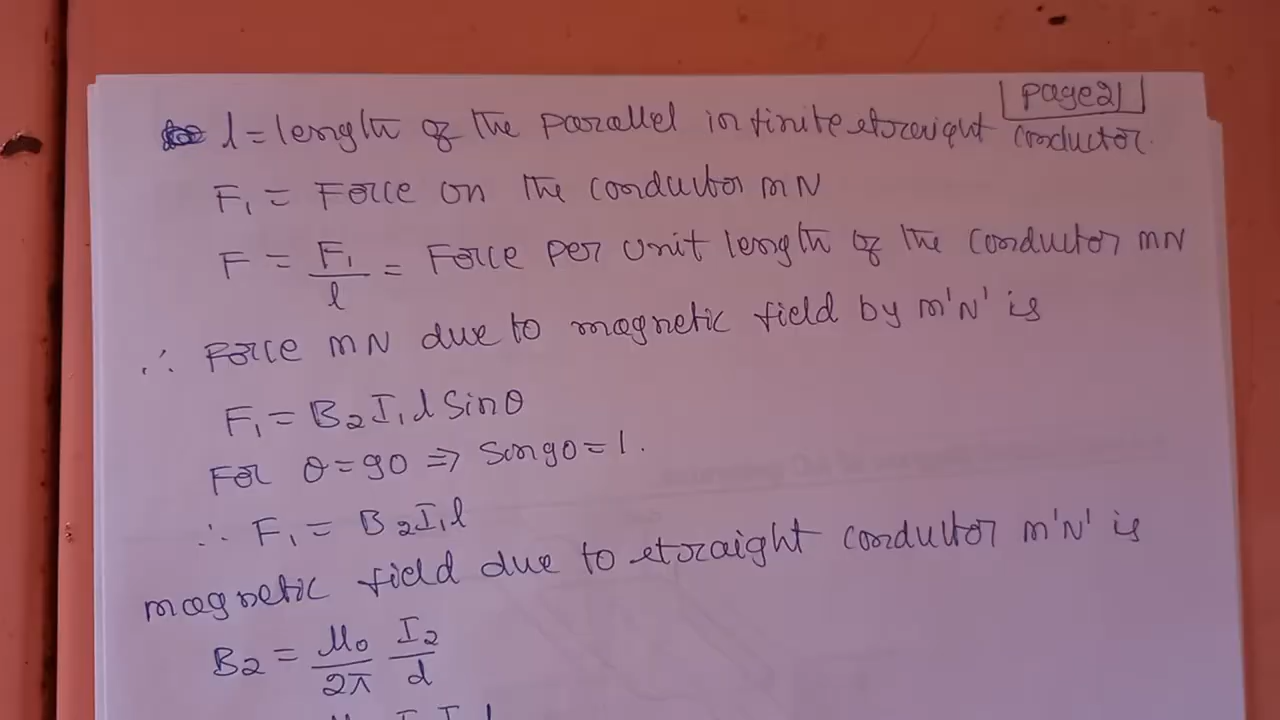 Page 2
l = length of the parallel infinite straight conductor.
F₁ = Force on the conductor MN
F = F₁/l = Force per unit length of the conductor MN
∴ Force MN due to magnetic field by M'N' is
F₁ = B₂I₁l Sinθ
For θ = 90 ⇒ Sin90 = 1.
∴ F₁ = B₂I₁l
magnetic field due to straight conductor M'N' is
B₂ = μ₀/2π I₂/d